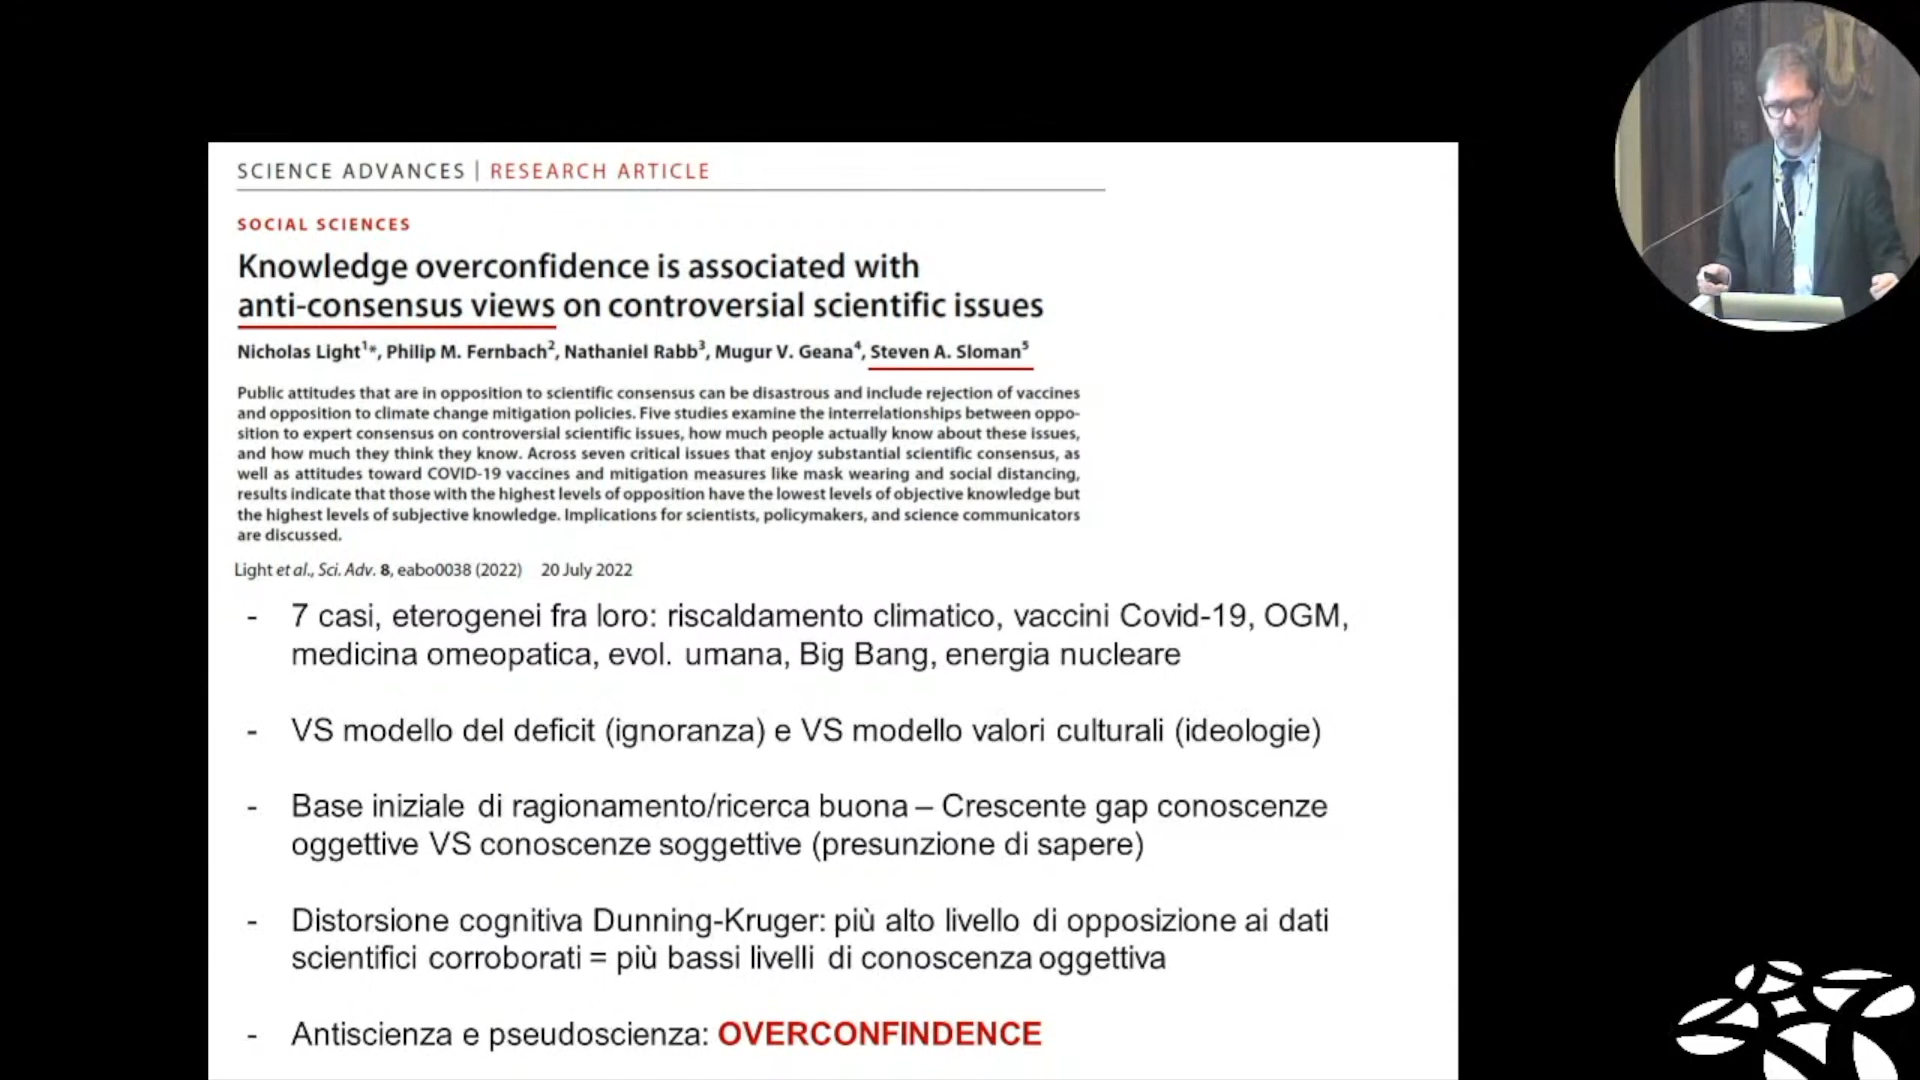 SCIENCE ADVANCES | RESEARCH ARTICLE
SOCIAL SCIENCES
Knowledge overconfidence is associated with
anti-consensus views on controversial scientific issues
Nicholas Light1*, Philip M. Fernbach2, Nathaniel Rabb3, Mugur V. Geana4, Steven A. Sloman5
Public attitudes that are in opposition to scientific consensus can be disastrous and include rejection of vaccines
and opposition to climate change mitigation policies. Five studies examine the interrelationships between oppo-
sition to expert consensus on controversial scientific issues, how much people actually know about these issues,
and how much they think they know. Across seven critical issues that enjoy substantial scientific consensus, as
well as attitudes toward COVID-19 vaccines and mitigation measures like mask wearing and social distancing,
results indicate that those with the highest levels of opposition have the lowest levels of objective knowledge but
the highest levels of subjective knowledge. Implications for scientists, policymakers, and science communicators
are discussed.
Light et al., Sci. Adv. 8, eabo0038 (2022) 20 July 2022
- 7 casi, eterogenei fra loro: riscaldamento climatico, vaccini Covid-19, OGM,
medicina omeopatica, evol. umana, Big Bang, energia nucleare
- VS modello del deficit (ignoranza) e VS modello valori culturali (ideologie)
- Base iniziale di ragionamento/ricerca buona – Crescente gap conoscenze
oggettive VS conoscenze soggettive (presunzione di sapere)
- Distorsione cognitiva Dunning-Kruger: più alto livello di opposizione ai dati
scientifici corroborati = più bassi livelli di conoscenza oggettiva
- Antiscienza e pseudoscienza: OVERCONFINDENCE